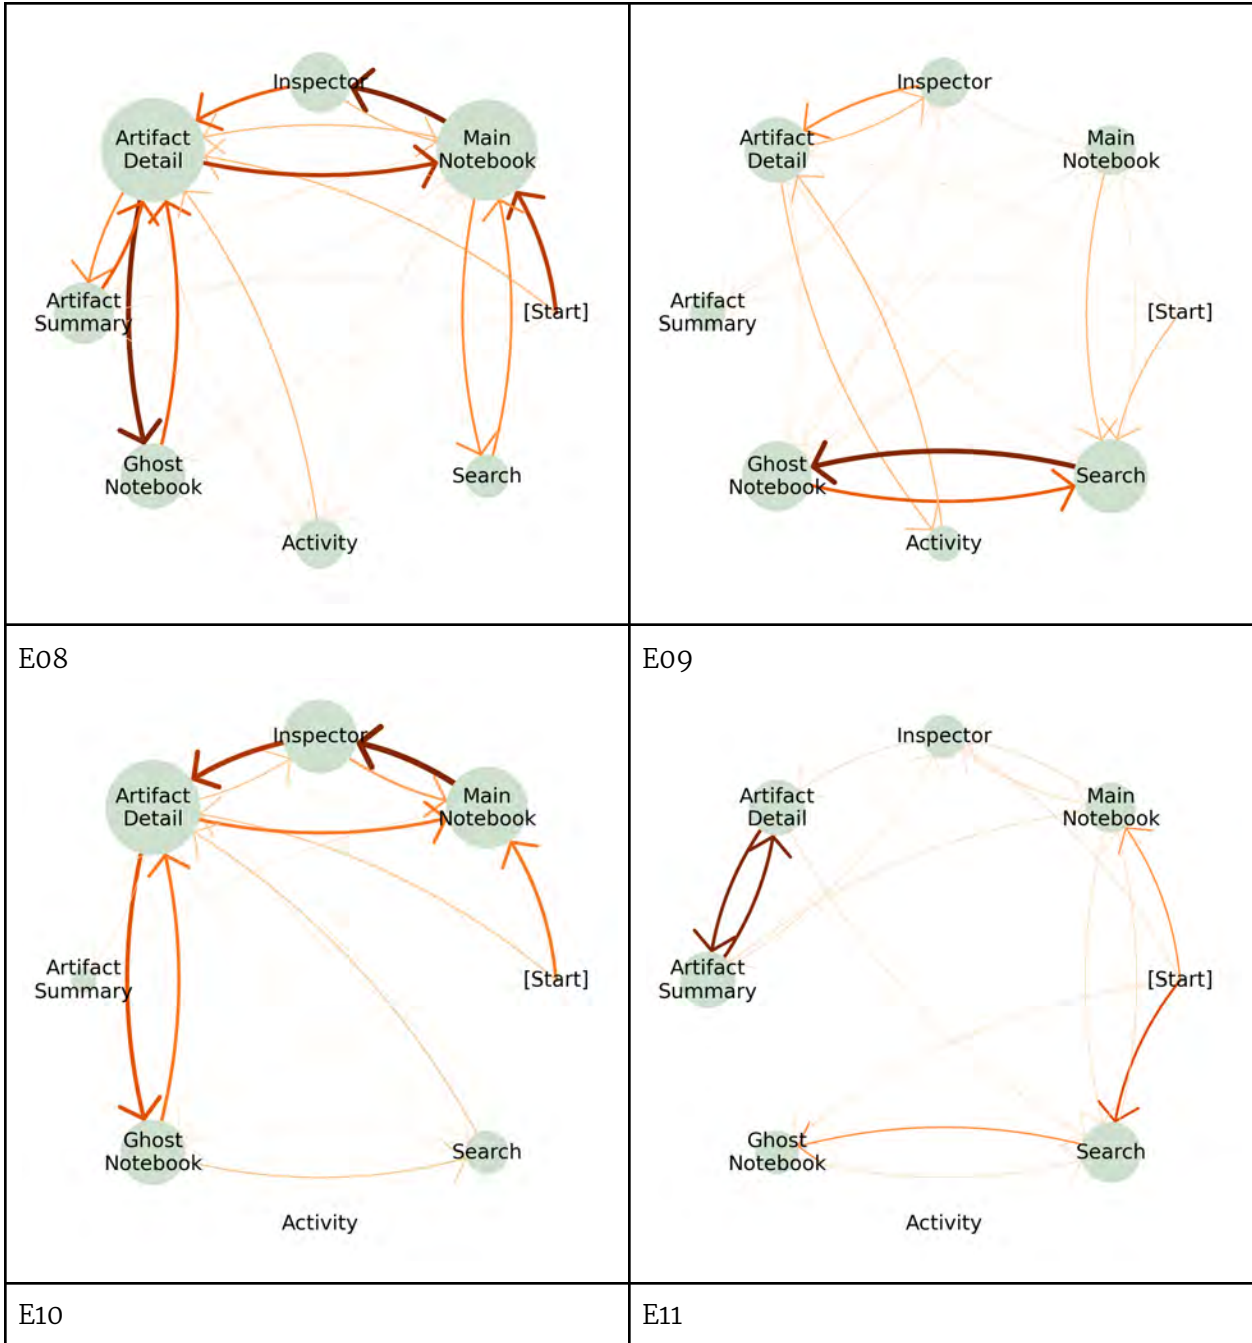 Inspector
Artifact
Detail
Main
Notebook
Artifact
Summary
[Start]
Ghost
Notebook
Search
Activity
Inspector
Artifact
Detail
Main
Notebook
Artifact
Summary
[Start]
Ghost
Notebook
Search
Activity
E08
E09
Inspector
Artifact
Detail
Main
Notebook
Artifact
Summary
[Start]
Ghost
Notebook
Search
Activity
Inspector
Artifact
Detail
Main
Notebook
Artifact
Summary
[Start]
Ghost
Notebook
Search
Activity
E10
E11